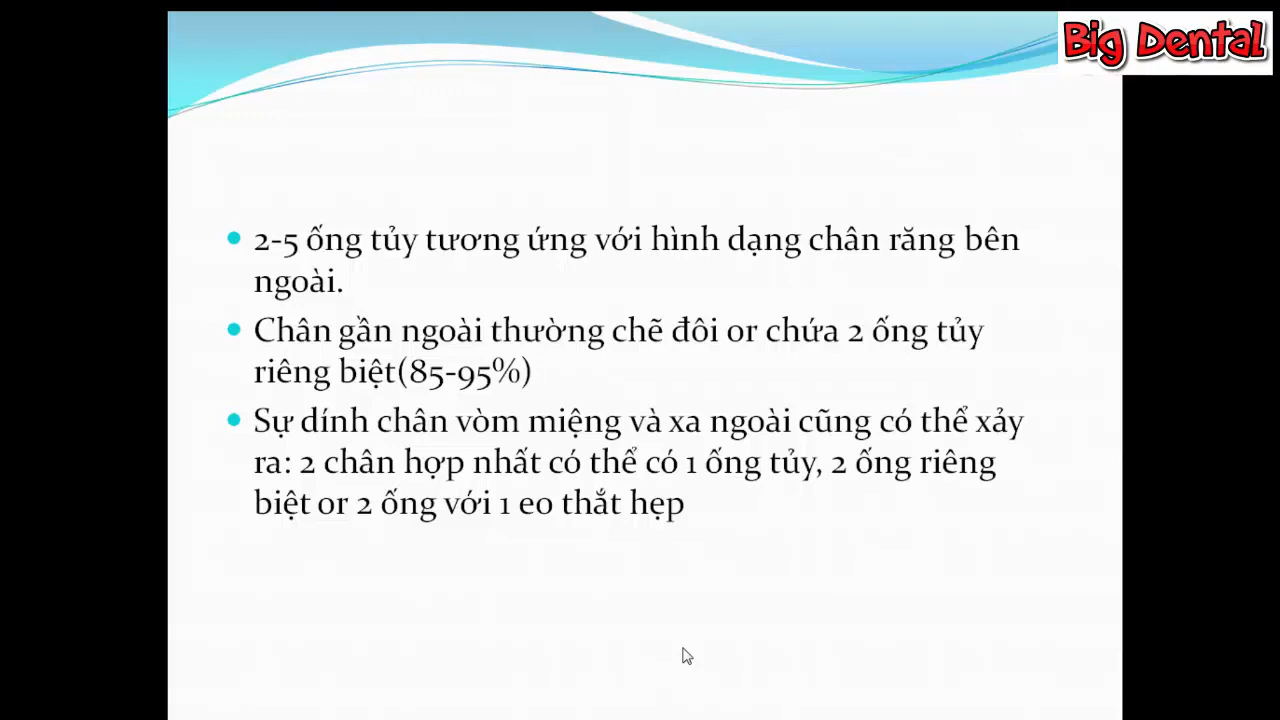 Big Dental
2-5 ống tủy tương ứng với hình dạng chân răng bên
ngoài.
Chân gần ngoài thường chẽ đôi or chứa 2 ống tủy
riêng biệt(85-95%)
Sự dính chân vòm miệng và xa ngoài cũng có thể xảy
ra: 2 chân hợp nhất có thể có 1 ống tủy, 2 ống riêng
biệt or 2 ống với 1 eo thắt hẹp